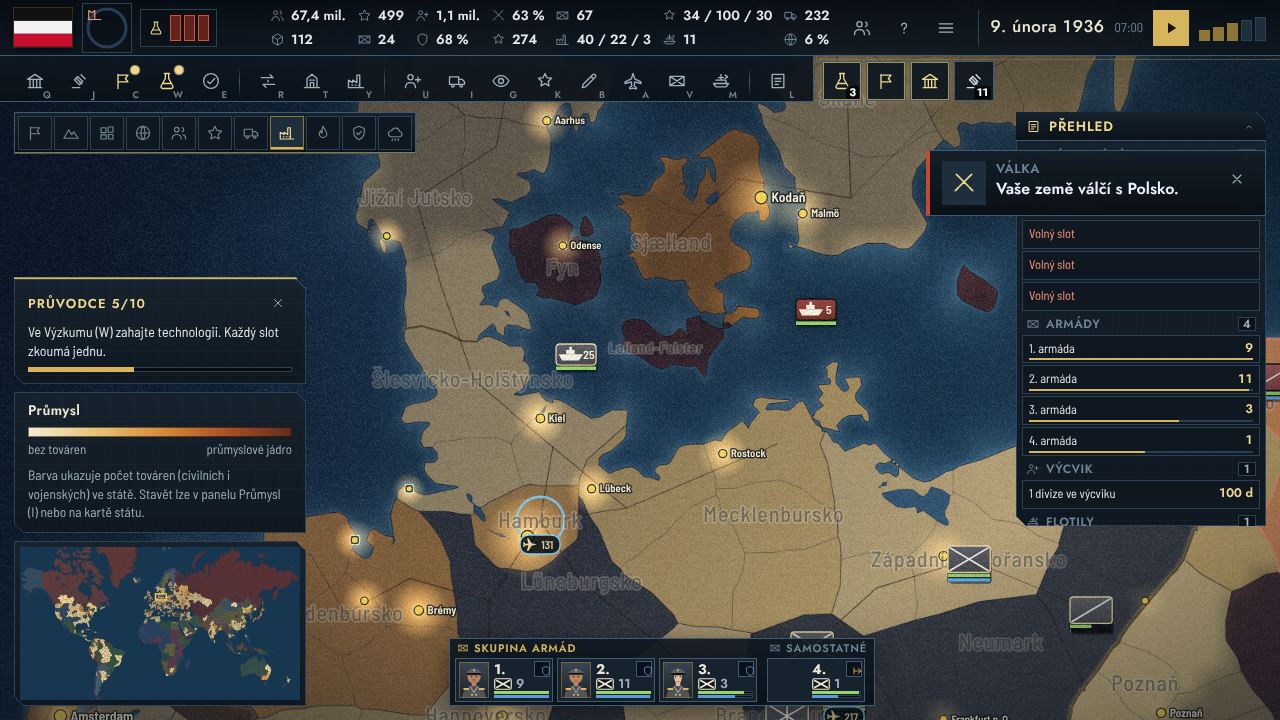 67,4 mil.
499
1,1 mil.
63 %
67
34 / 100 / 30
232
112
24
68 %
274
40 / 22 / 3
11
6 %
?
9. února 1936
07:00
Q
J
C
W
E
R
T
Y
U
I
G
K
B
A
V
M
L
3
11
PŘEHLED
VÁLKA
Vaše země válčí s Polskem.
Volný slot
Volný slot
Volný slot
ARMÁDY
4
1. armáda
9
2. armáda
11
3. armáda
3
4. armáda
1
VÝCVIK
1
1 divize ve výcviku
100 d
FLOTILY
1
PRŮVODCE 5/10
Ve Výzkumu (W) zahajte technologii. Každý slot
zkoumá jednu.
Průmysl
bez továren
průmyslové jádro
Barva ukazuje počet továren (civilních i
vojenských) ve státě. Stavět lze v panelu Průmysl
(I) nebo na kartě státu.
Aarhus
Jižní Jutsko
Kodaň
Malmö
Odense
Sjælland
Fyn
5
25
Lolland-Falster
Šlesvicko-Holštýnsko
Kiel
Rostock
Lübeck
Hamburk
131
Mecklenbursko
Lüneburgsko
Brémy
Neumark
Poznaň
Poznaň
Amsterdam
Hannoversko
Frankfurt n. O.
217
SKUPINA ARMÁD
SAMOSTATNÉ
1.
9
2.
11
3.
3
4.
1